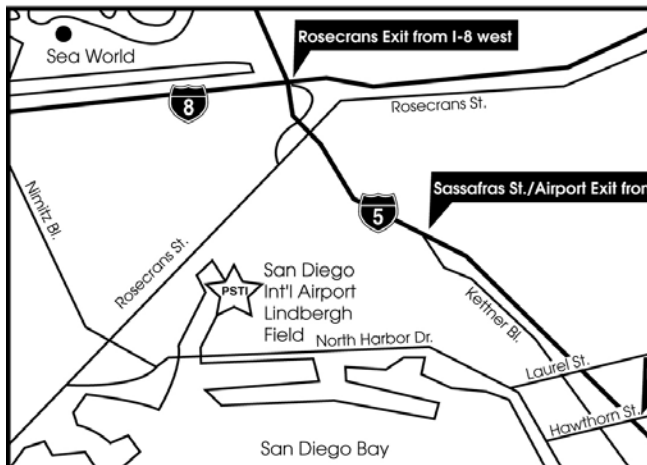 Rosecrans Exit from I-8 west
Sea World
8
Rosecrans St.
Nimitz Bl.
Sassafras St./Airport Exit from
5
Rosecrans St.
PSTI
San Diego
Int'l Airport
Lindbergh
Field
Kettner Bl.
North Harbor Dr.
Laurel St.
Hawthorn St.
San Diego Bay